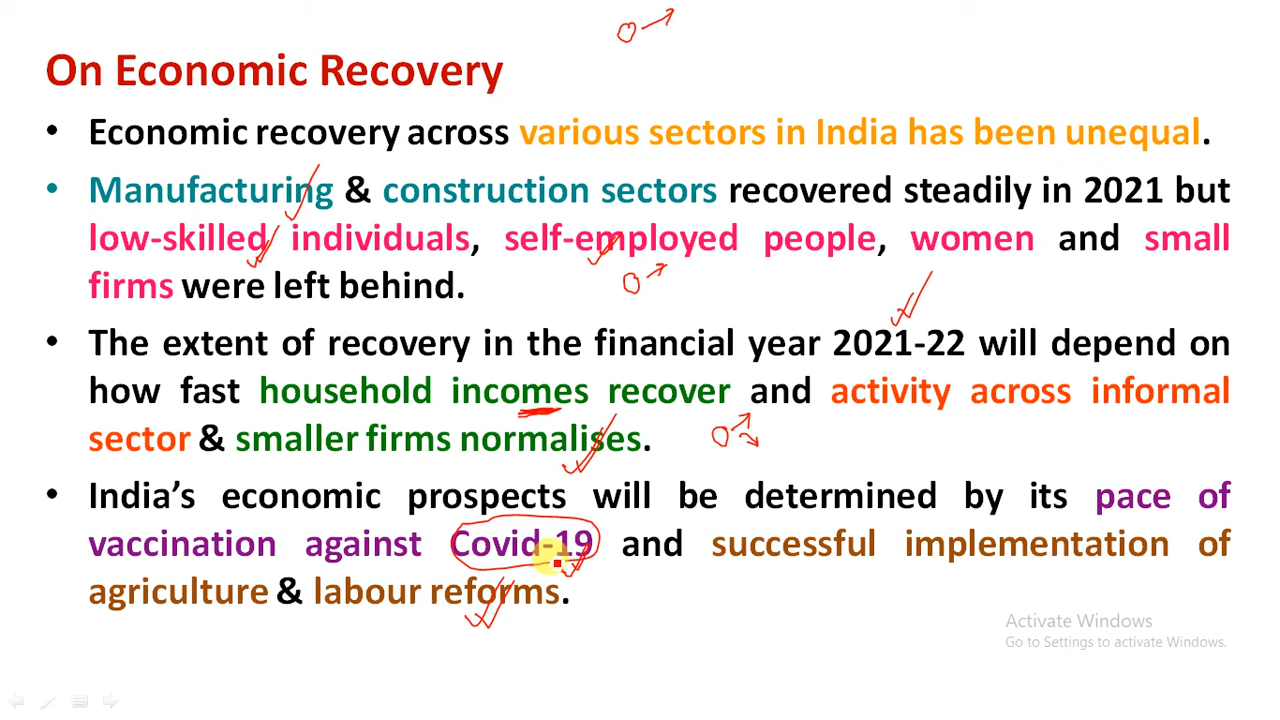 On Economic Recovery
• Economic recovery across various sectors in India has been unequal.
• Manufacturing & construction sectors recovered steadily in 2021 but
low-skilled individuals, self-employed people, women and small
firms were left behind.
• The extent of recovery in the financial year 2021-22 will depend on
how fast household incomes recover and activity across informal
sector & smaller firms normalises.
• India’s economic prospects will be determined by its pace of
vaccination against Covid-19 and successful implementation of
agriculture & labour reforms.
Activate Windows
Go to Settings to activate Windows.